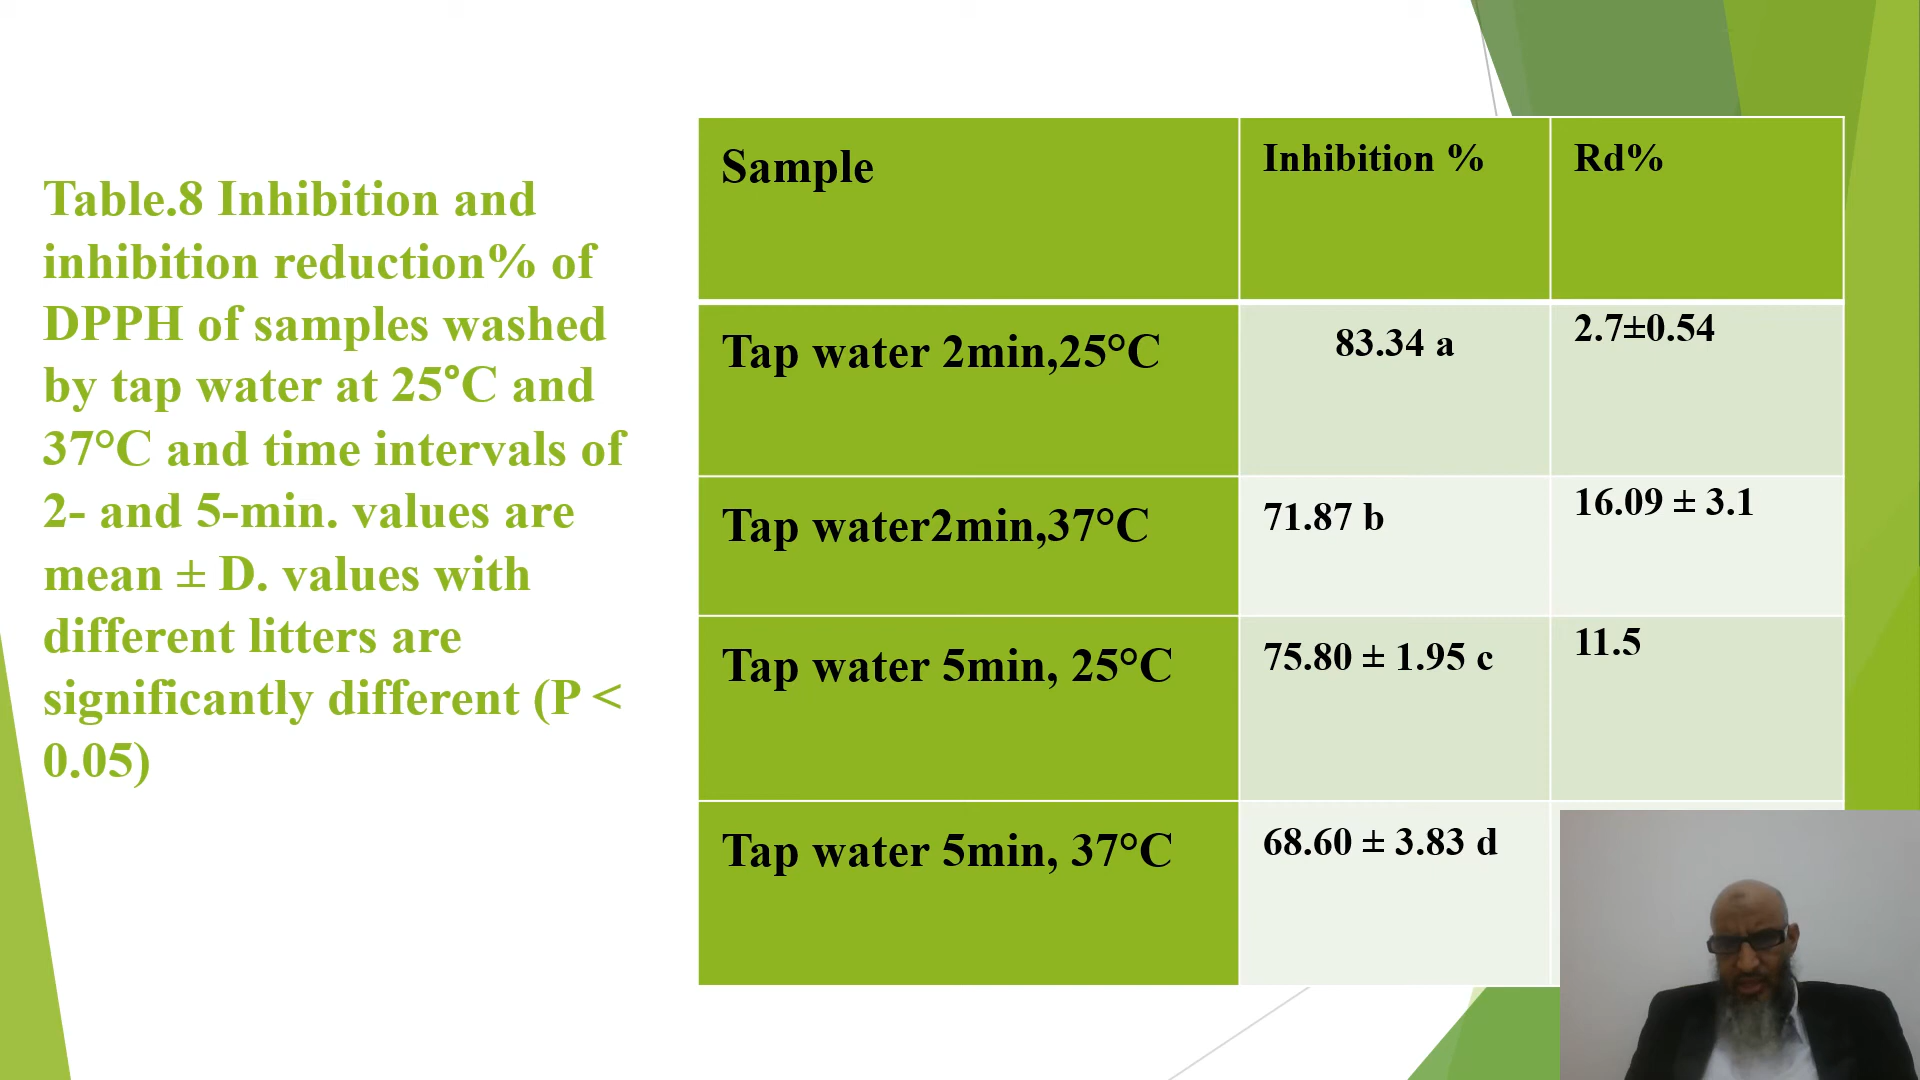 Table.8 Inhibition and
inhibition reduction% of
DPPH of samples washed
by tap water at 25°C and
37°C and time intervals of
2- and 5-min. values are
mean ± D. values with
different litters are
significantly different (P <
0.05)
Sample Inhibition % Rd%
Tap water 2min,25°C 83.34 a 2.7±0.54
Tap water2min,37°C 71.87 b 16.09 ± 3.1
Tap water 5min, 25°C 75.80 ± 1.95 c 11.5
Tap water 5min, 37°C 68.60 ± 3.83 d